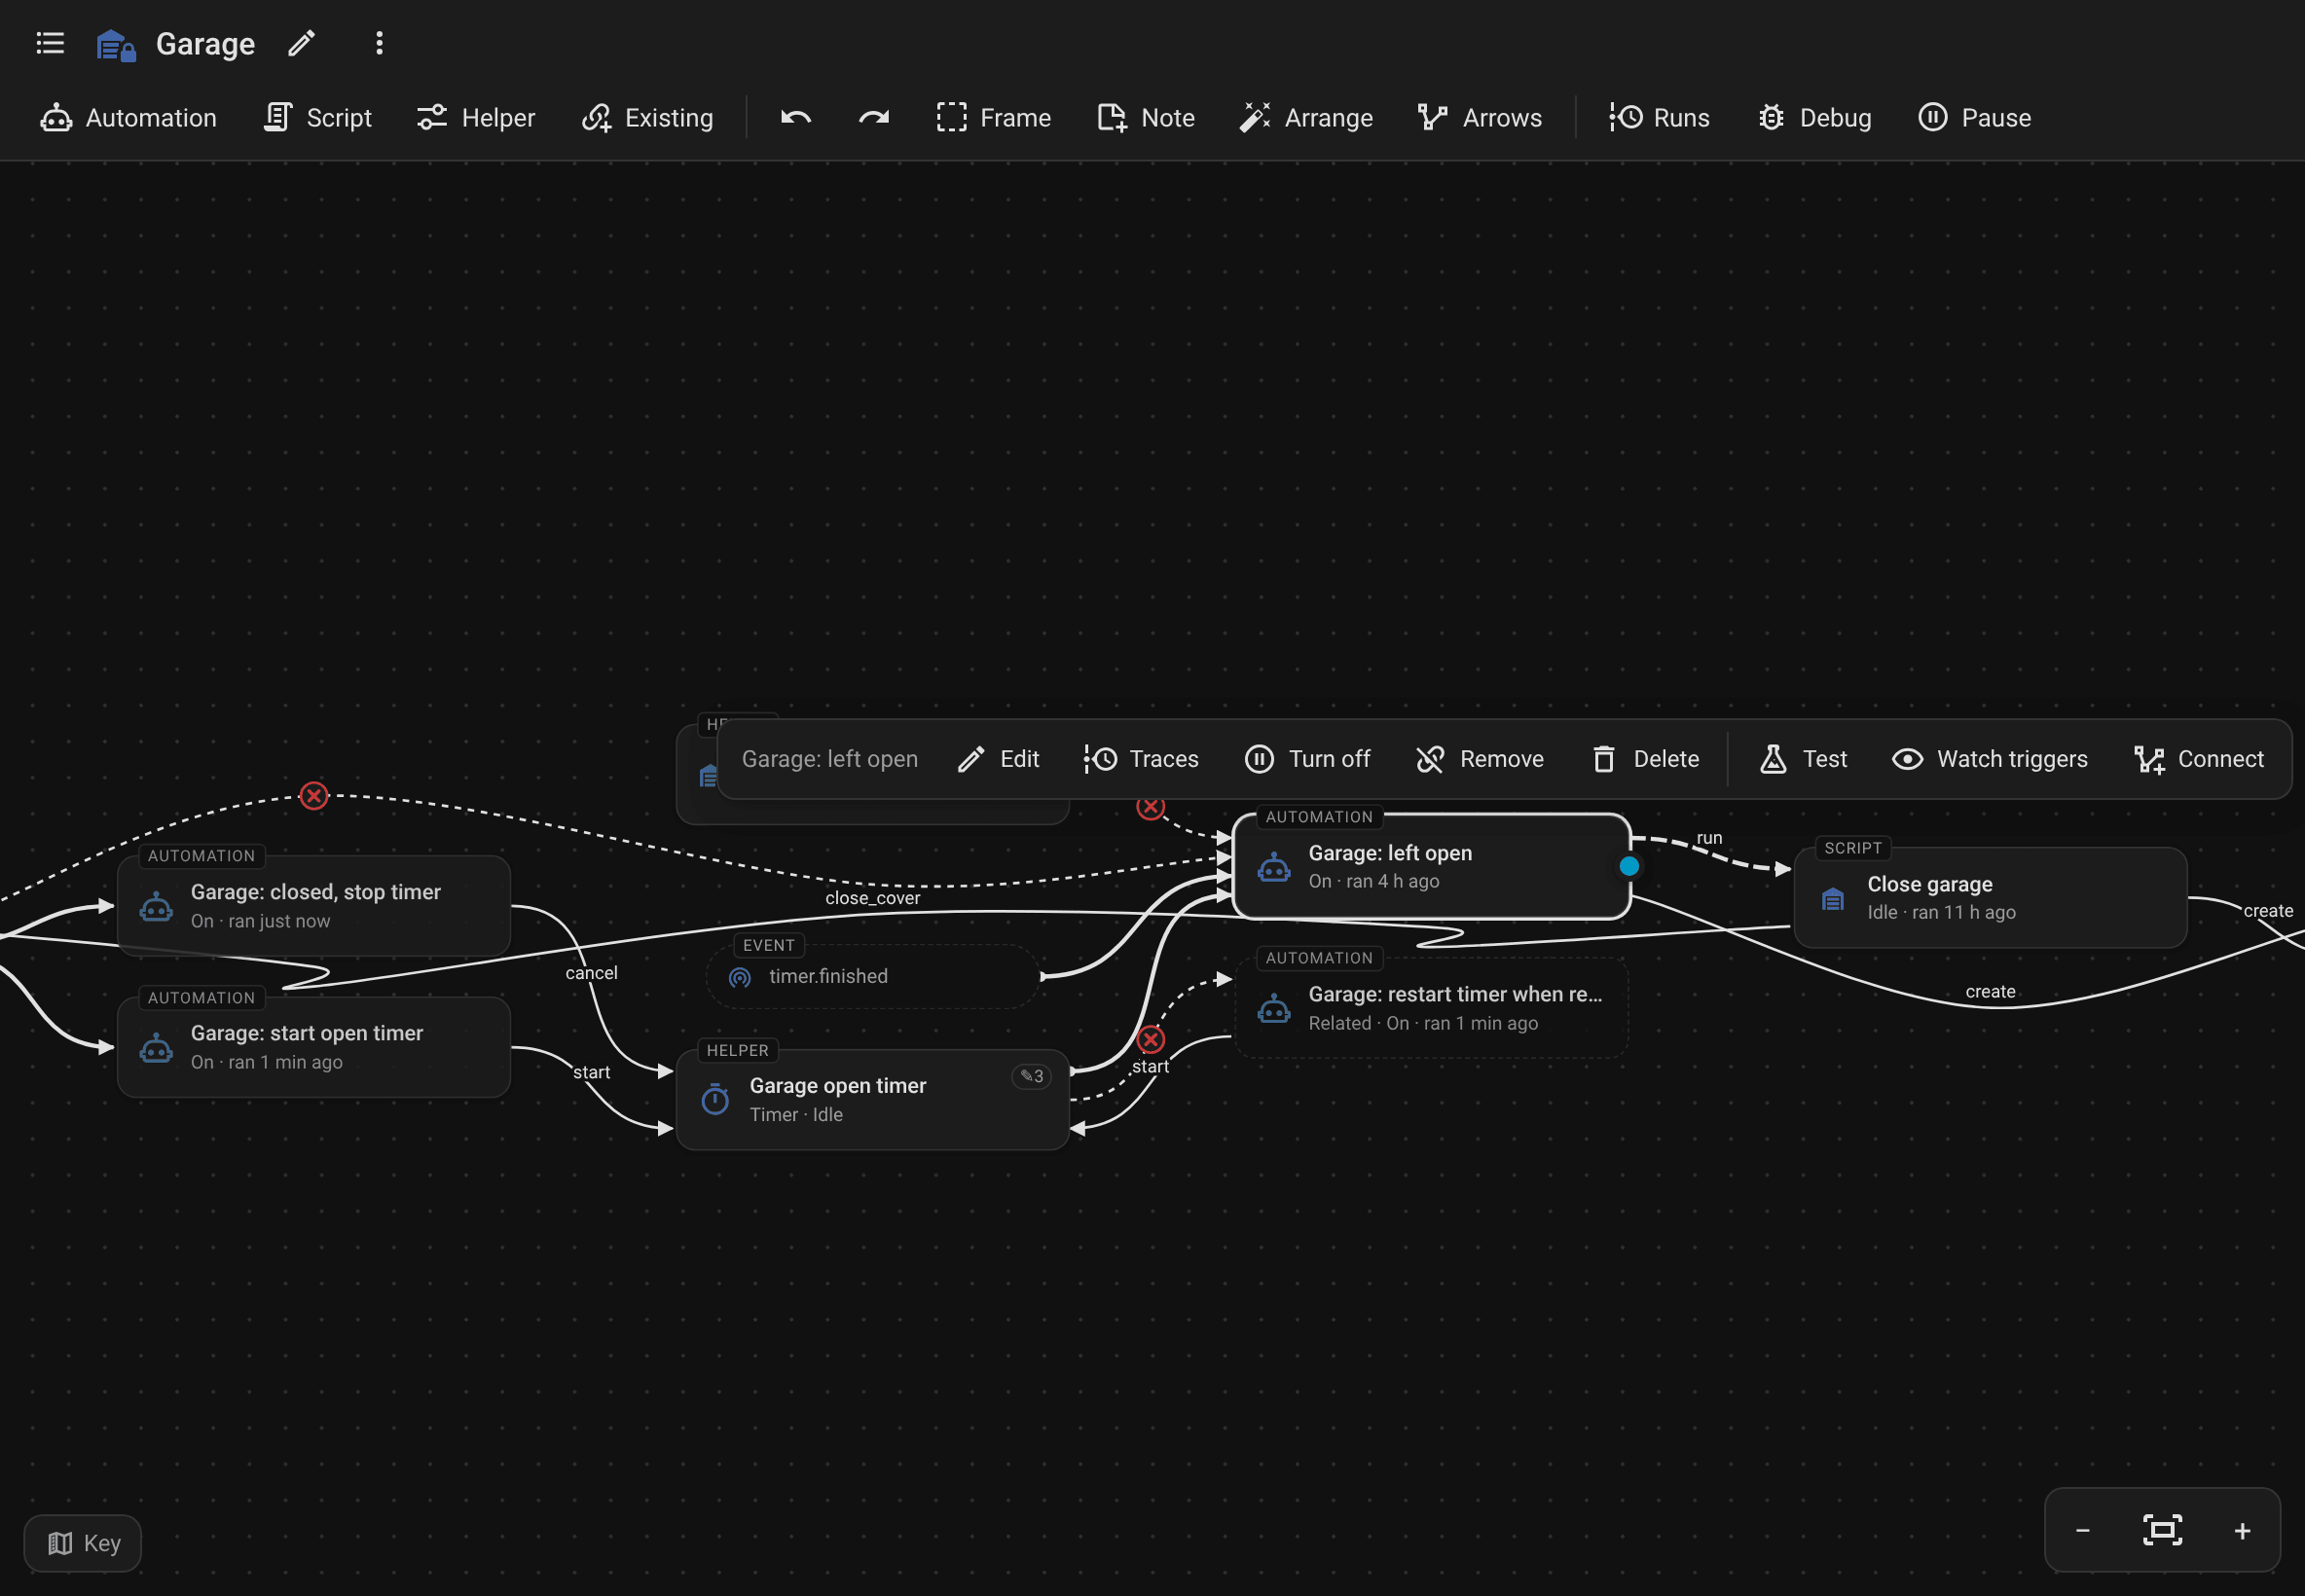 Garage
Automation
Script
Helper
Existing
Frame
Note
Arrange
Arrows
Runs
Debug
Pause
Garage: left open
Edit
Traces
Turn off
Remove
Delete
Test
Watch triggers
Connect
AUTOMATION
Garage: left open
On · ran 4 h ago
run
SCRIPT
Close garage
Idle · ran 11 h ago
create
create
AUTOMATION
Garage: closed, stop timer
On · ran just now
close_cover
EVENT
timer.finished
cancel
AUTOMATION
Garage: restart timer when re...
Related · On · ran 1 min ago
AUTOMATION
Garage: start open timer
On · ran 1 min ago
start
HELPER
Garage open timer
Timer · Idle
✎3
start
Key